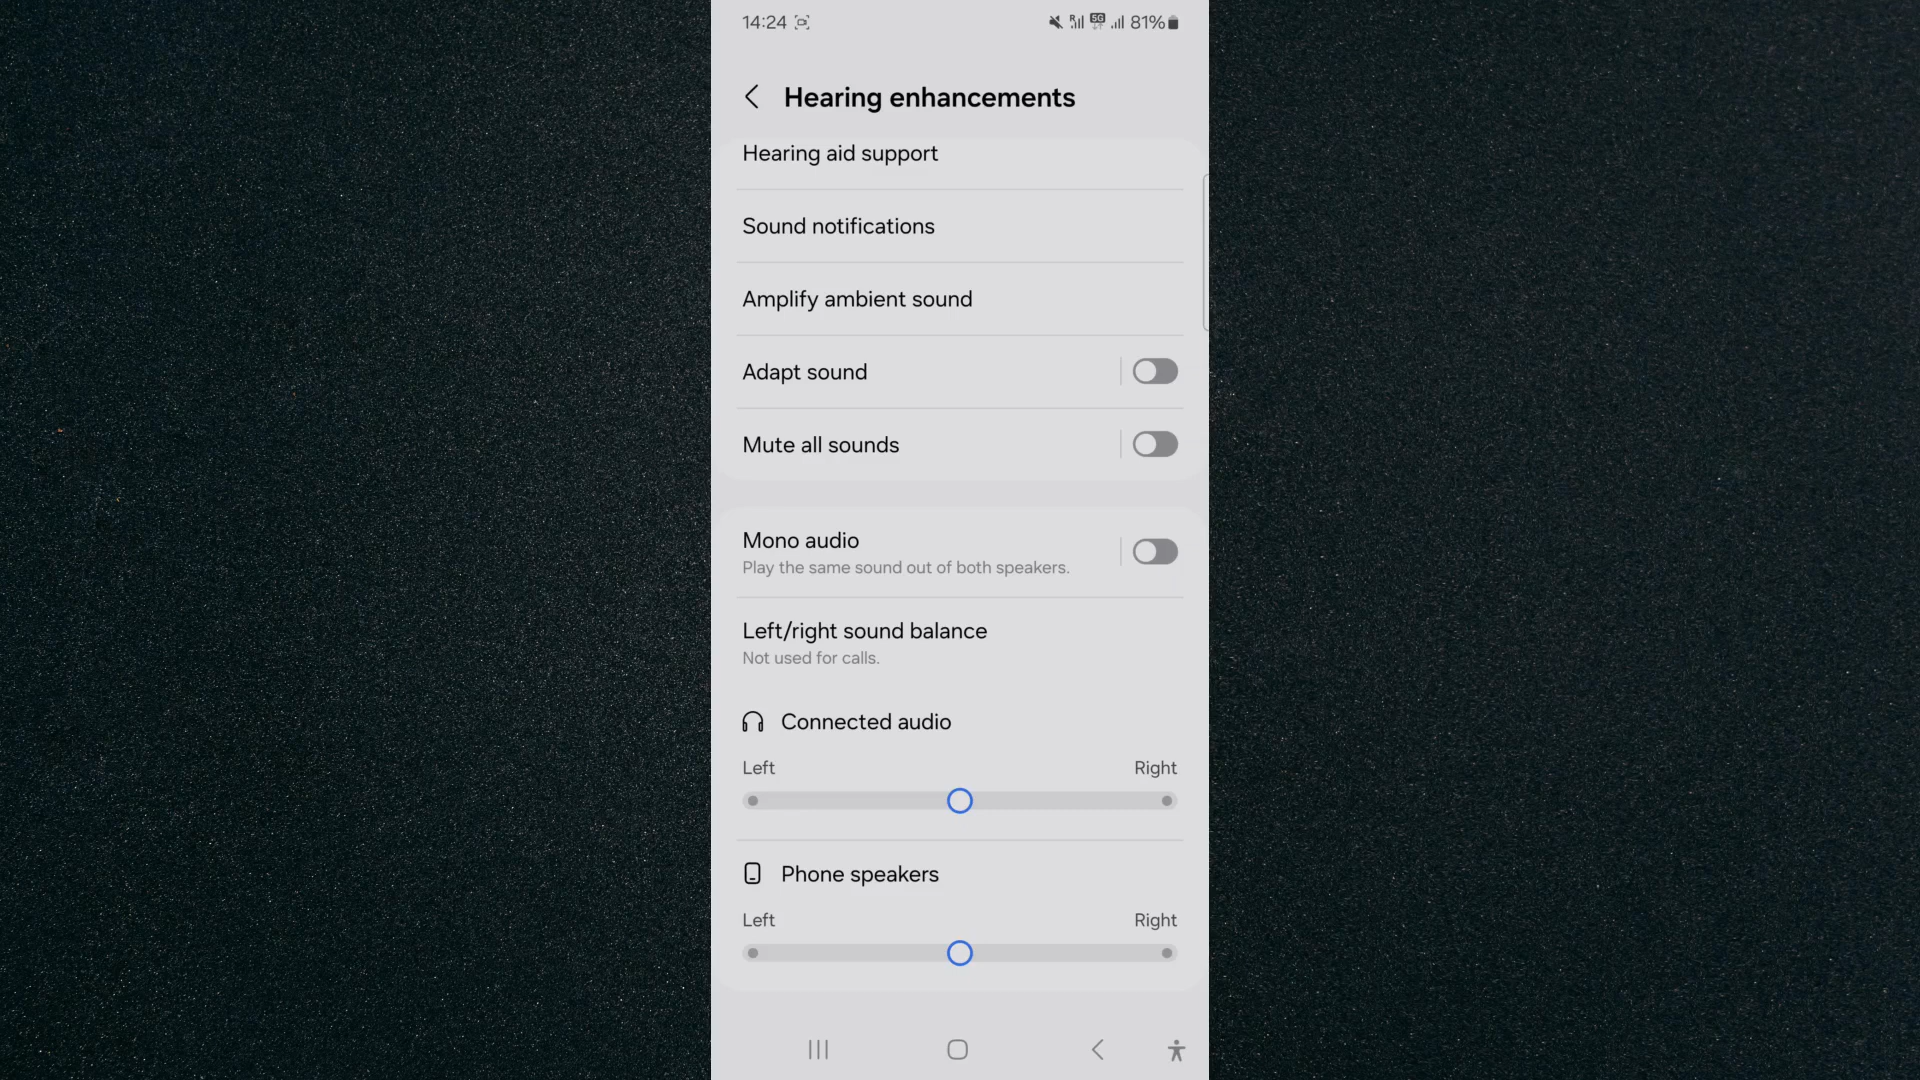 14:24
5G
81%
Hearing enhancements
Hearing aid support
Sound notifications
Amplify ambient sound
Adapt sound
Mute all sounds
Mono audio
Play the same sound out of both speakers.
Left/right sound balance
Not used for calls.
Connected audio
Left Right
Phone speakers
Left Right